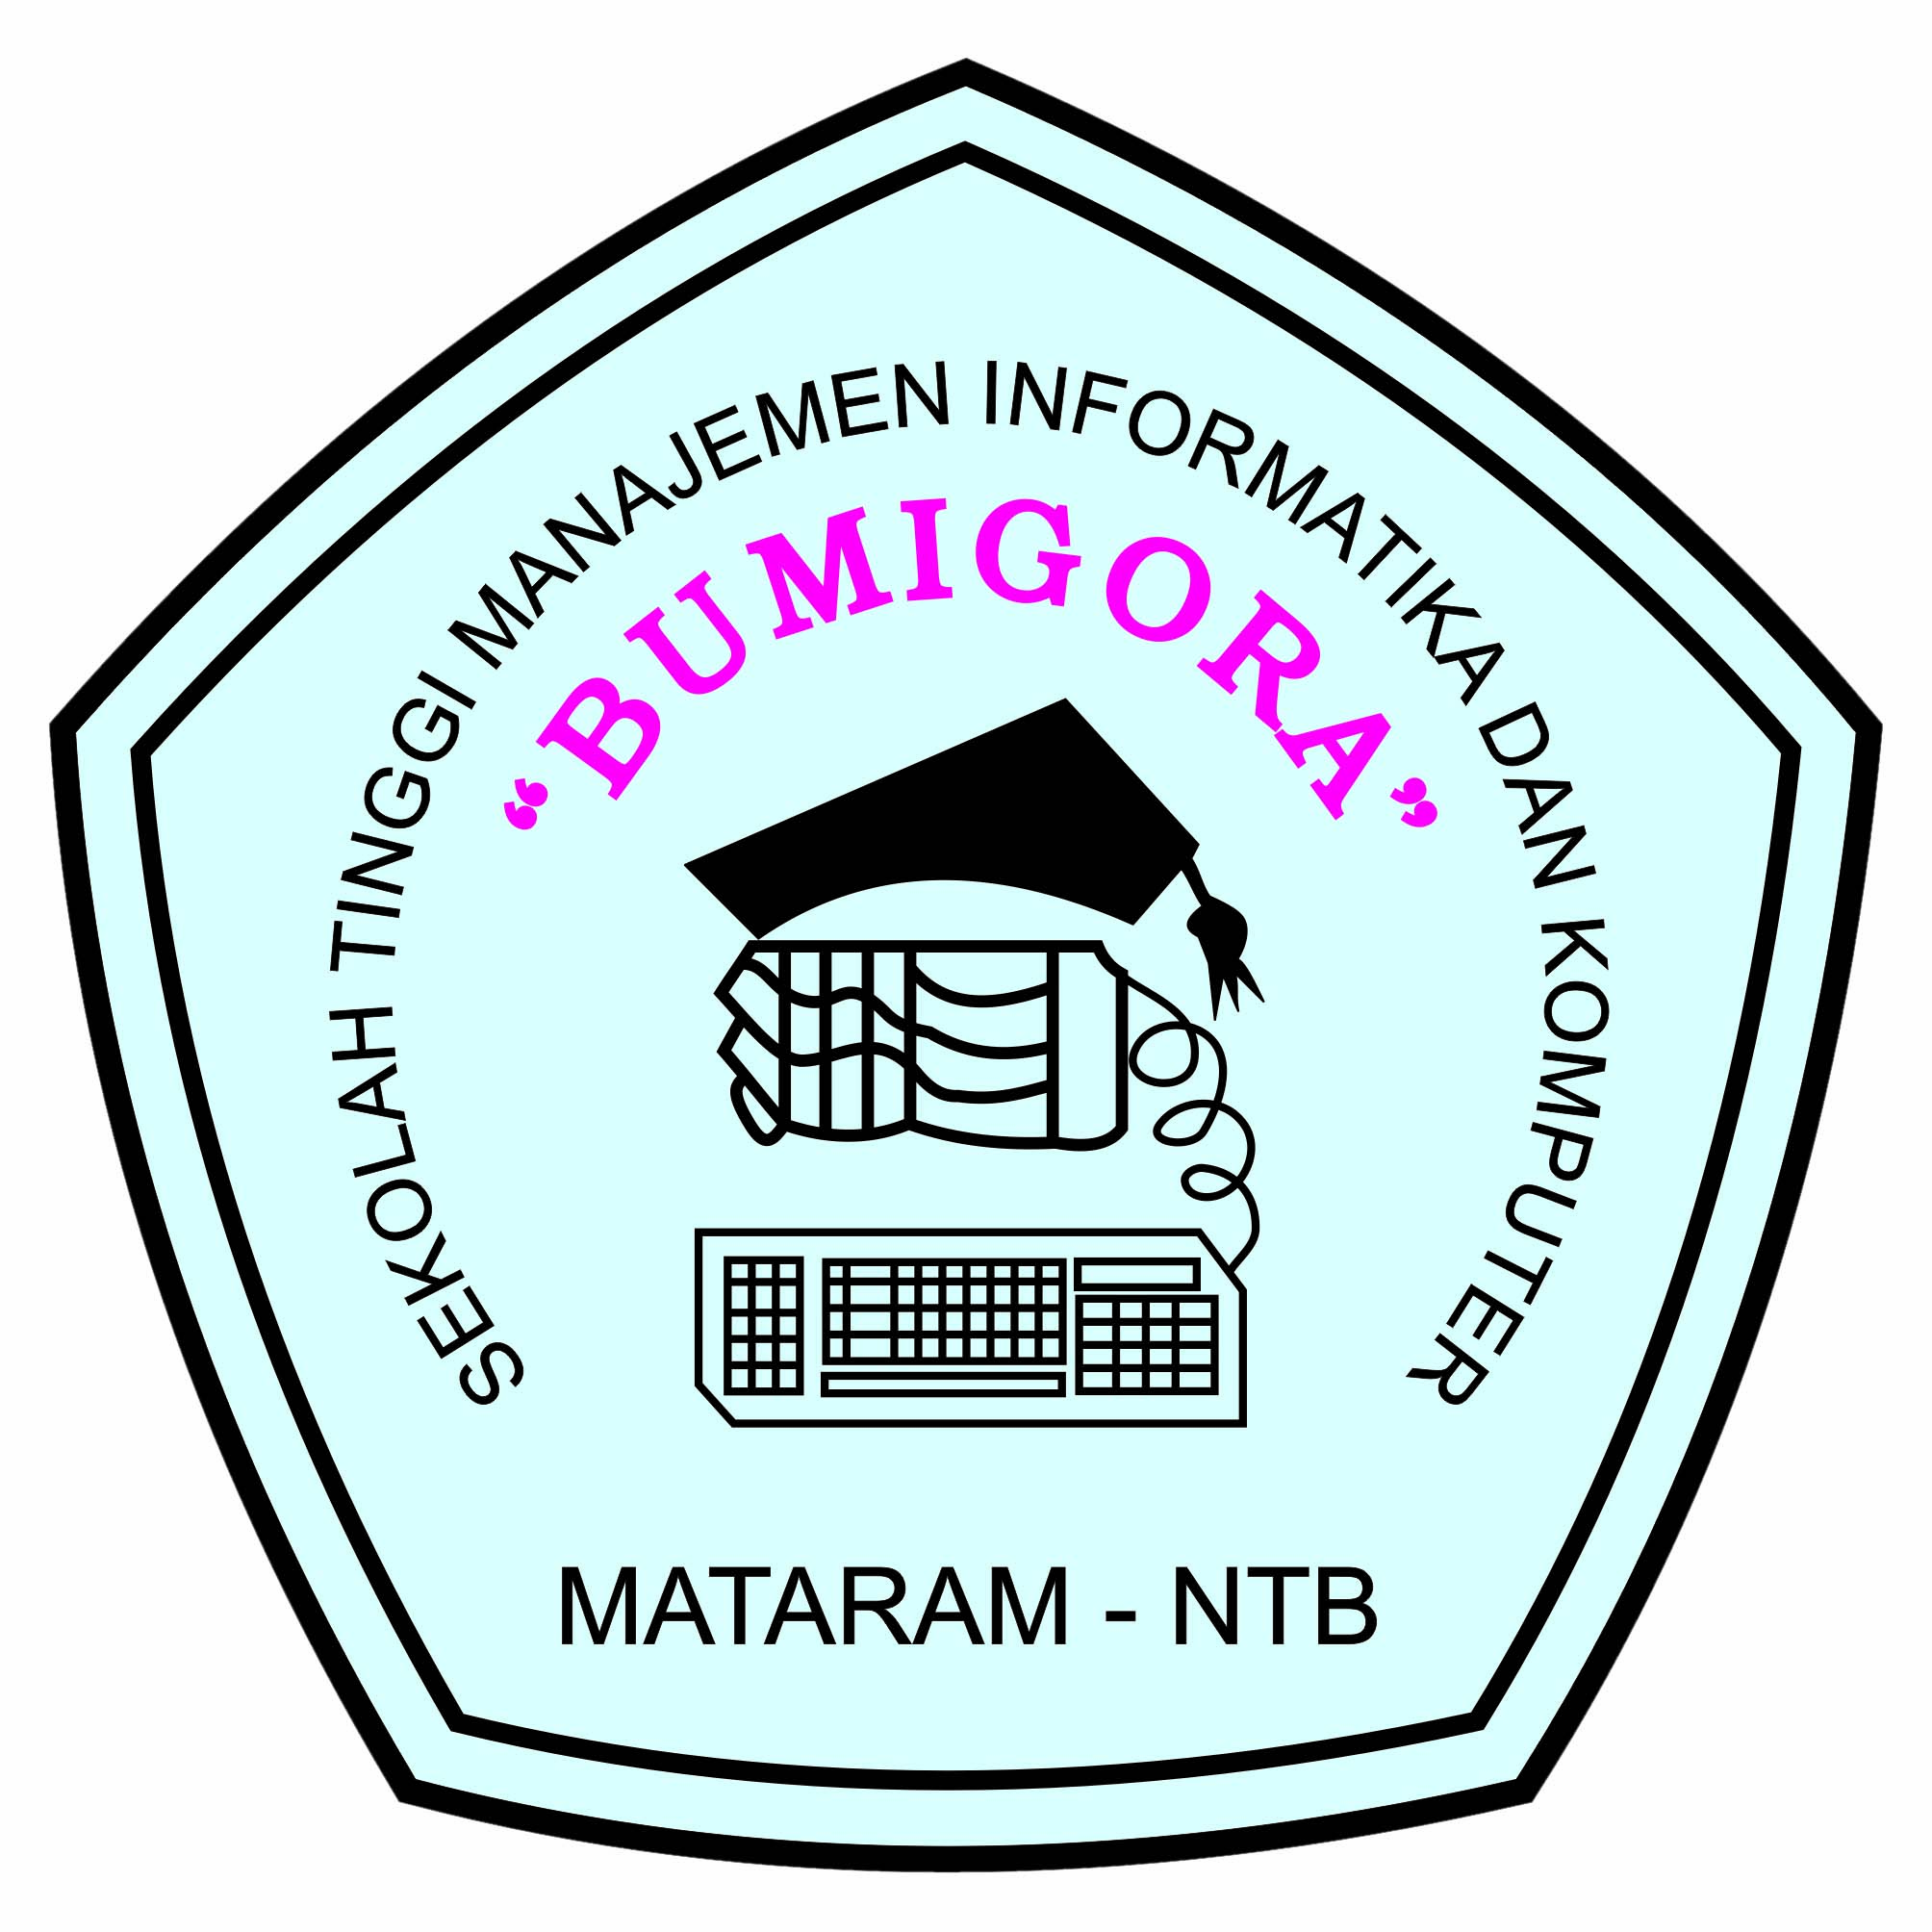 SEKOLAH TINGGI MANAJEMEN INFORMATIKA DAN KOMPUTER
“BUMIGORA”
MATARAM - NTB